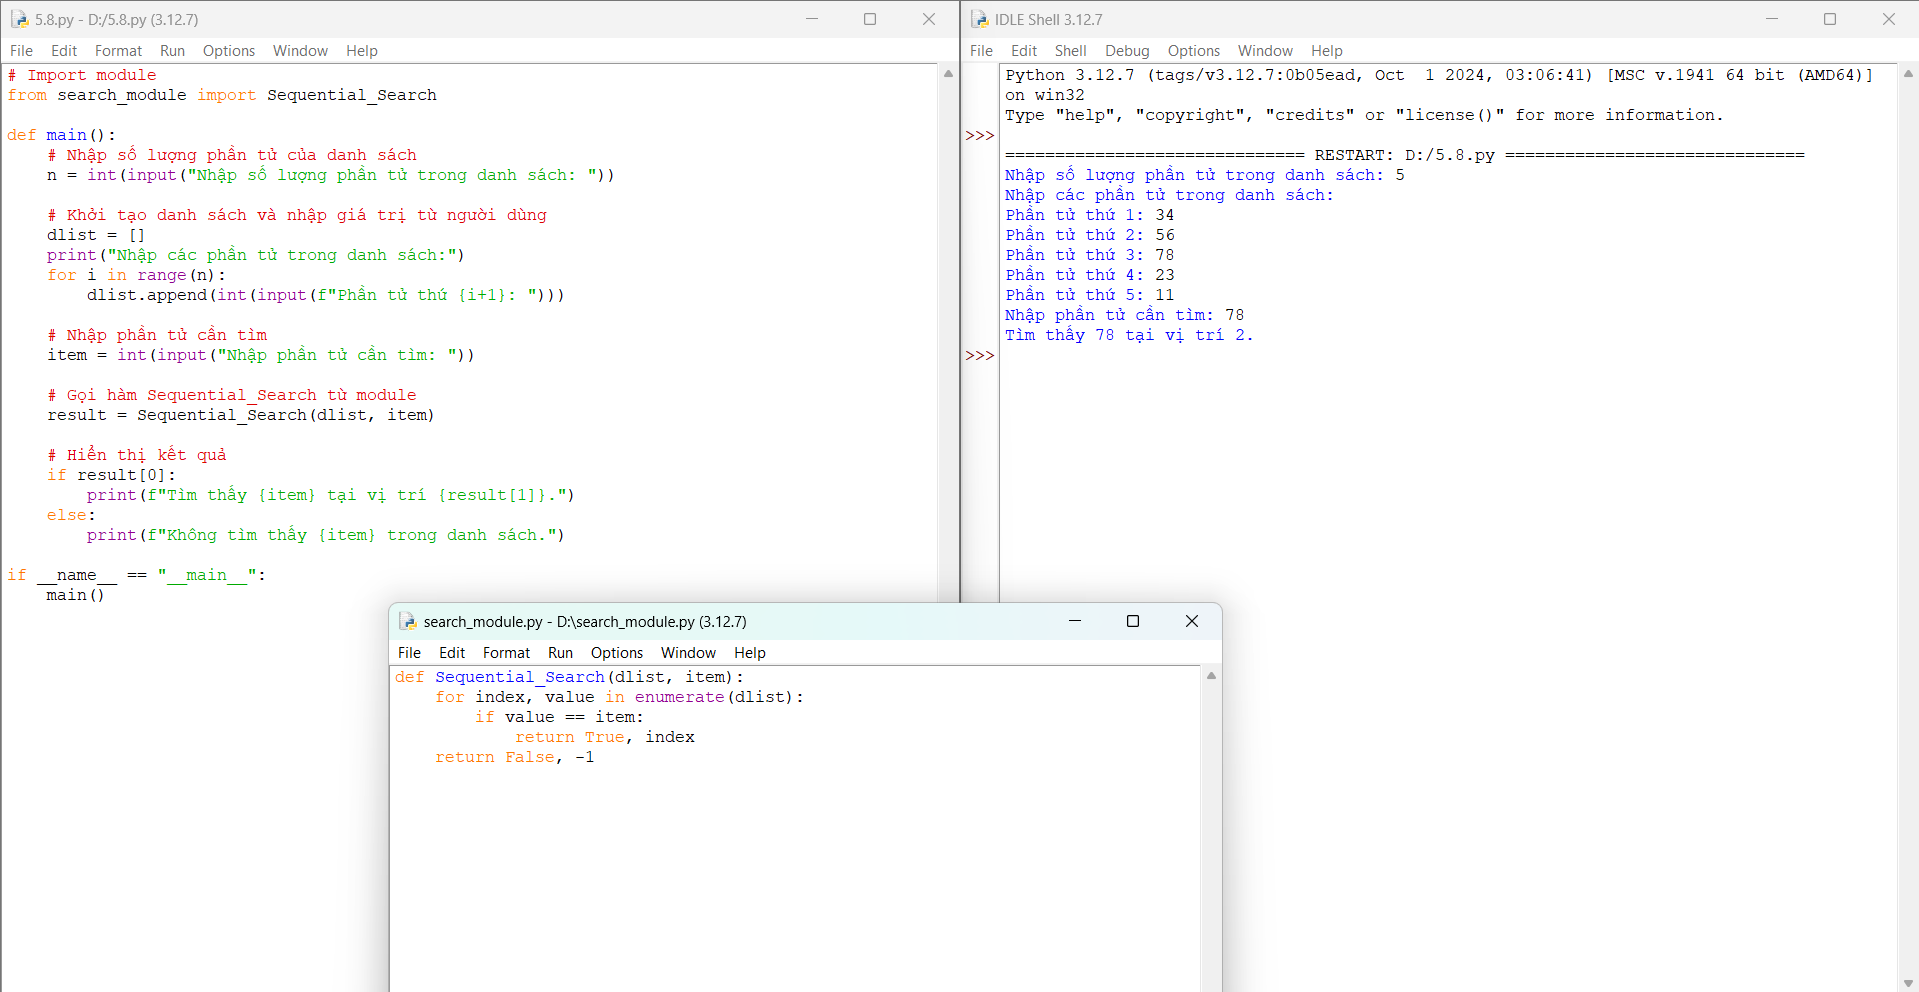 5.8.py - D:/5.8.py (3.12.7)
File Edit Format Run Options Window Help
# Import module
from search_module import Sequential_Search
def main():
    # Nhập số lượng phần tử của danh sách
    n = int(input("Nhập số lượng phần tử trong danh sách: "))
    # Khởi tạo danh sách và nhập giá trị từ người dùng
    dlist = []
    print("Nhập các phần tử trong danh sách:")
    for i in range(n):
        dlist.append(int(input(f"Phần tử thứ {i+1}: ")))
    # Nhập phần tử cần tìm
    item = int(input("Nhập phần tử cần tìm: "))
    # Gọi hàm Sequential_Search từ module
    result = Sequential_Search(dlist, item)
    # Hiển thị kết quả
    if result[0]:
        print(f"Tìm thấy {item} tại vị trí {result[1]}.")
    else:
        print(f"Không tìm thấy {item} trong danh sách.")
if __name__ == "__main__":
    main()
IDLE Shell 3.12.7
File Edit Shell Debug Options Window Help
Python 3.12.7 (tags/v3.12.7:0b05ead, Oct  1 2024, 03:06:41) [MSC v.1941 64 bit (AMD64)]
on win32
Type "help", "copyright", "credits" or "license()" for more information.
>>>
============================== RESTART: D:/5.8.py ==============================
Nhập số lượng phần tử trong danh sách: 5
Nhập các phần tử trong danh sách:
Phần tử thứ 1: 34
Phần tử thứ 2: 56
Phần tử thứ 3: 78
Phần tử thứ 4: 23
Phần tử thứ 5: 11
Nhập phần tử cần tìm: 78
Tìm thấy 78 tại vị trí 2.
>>>
search_module.py - D:\search_module.py (3.12.7)
File Edit Format Run Options Window Help
def Sequential_Search(dlist, item):
    for index, value in enumerate(dlist):
        if value == item:
            return True, index
    return False, -1